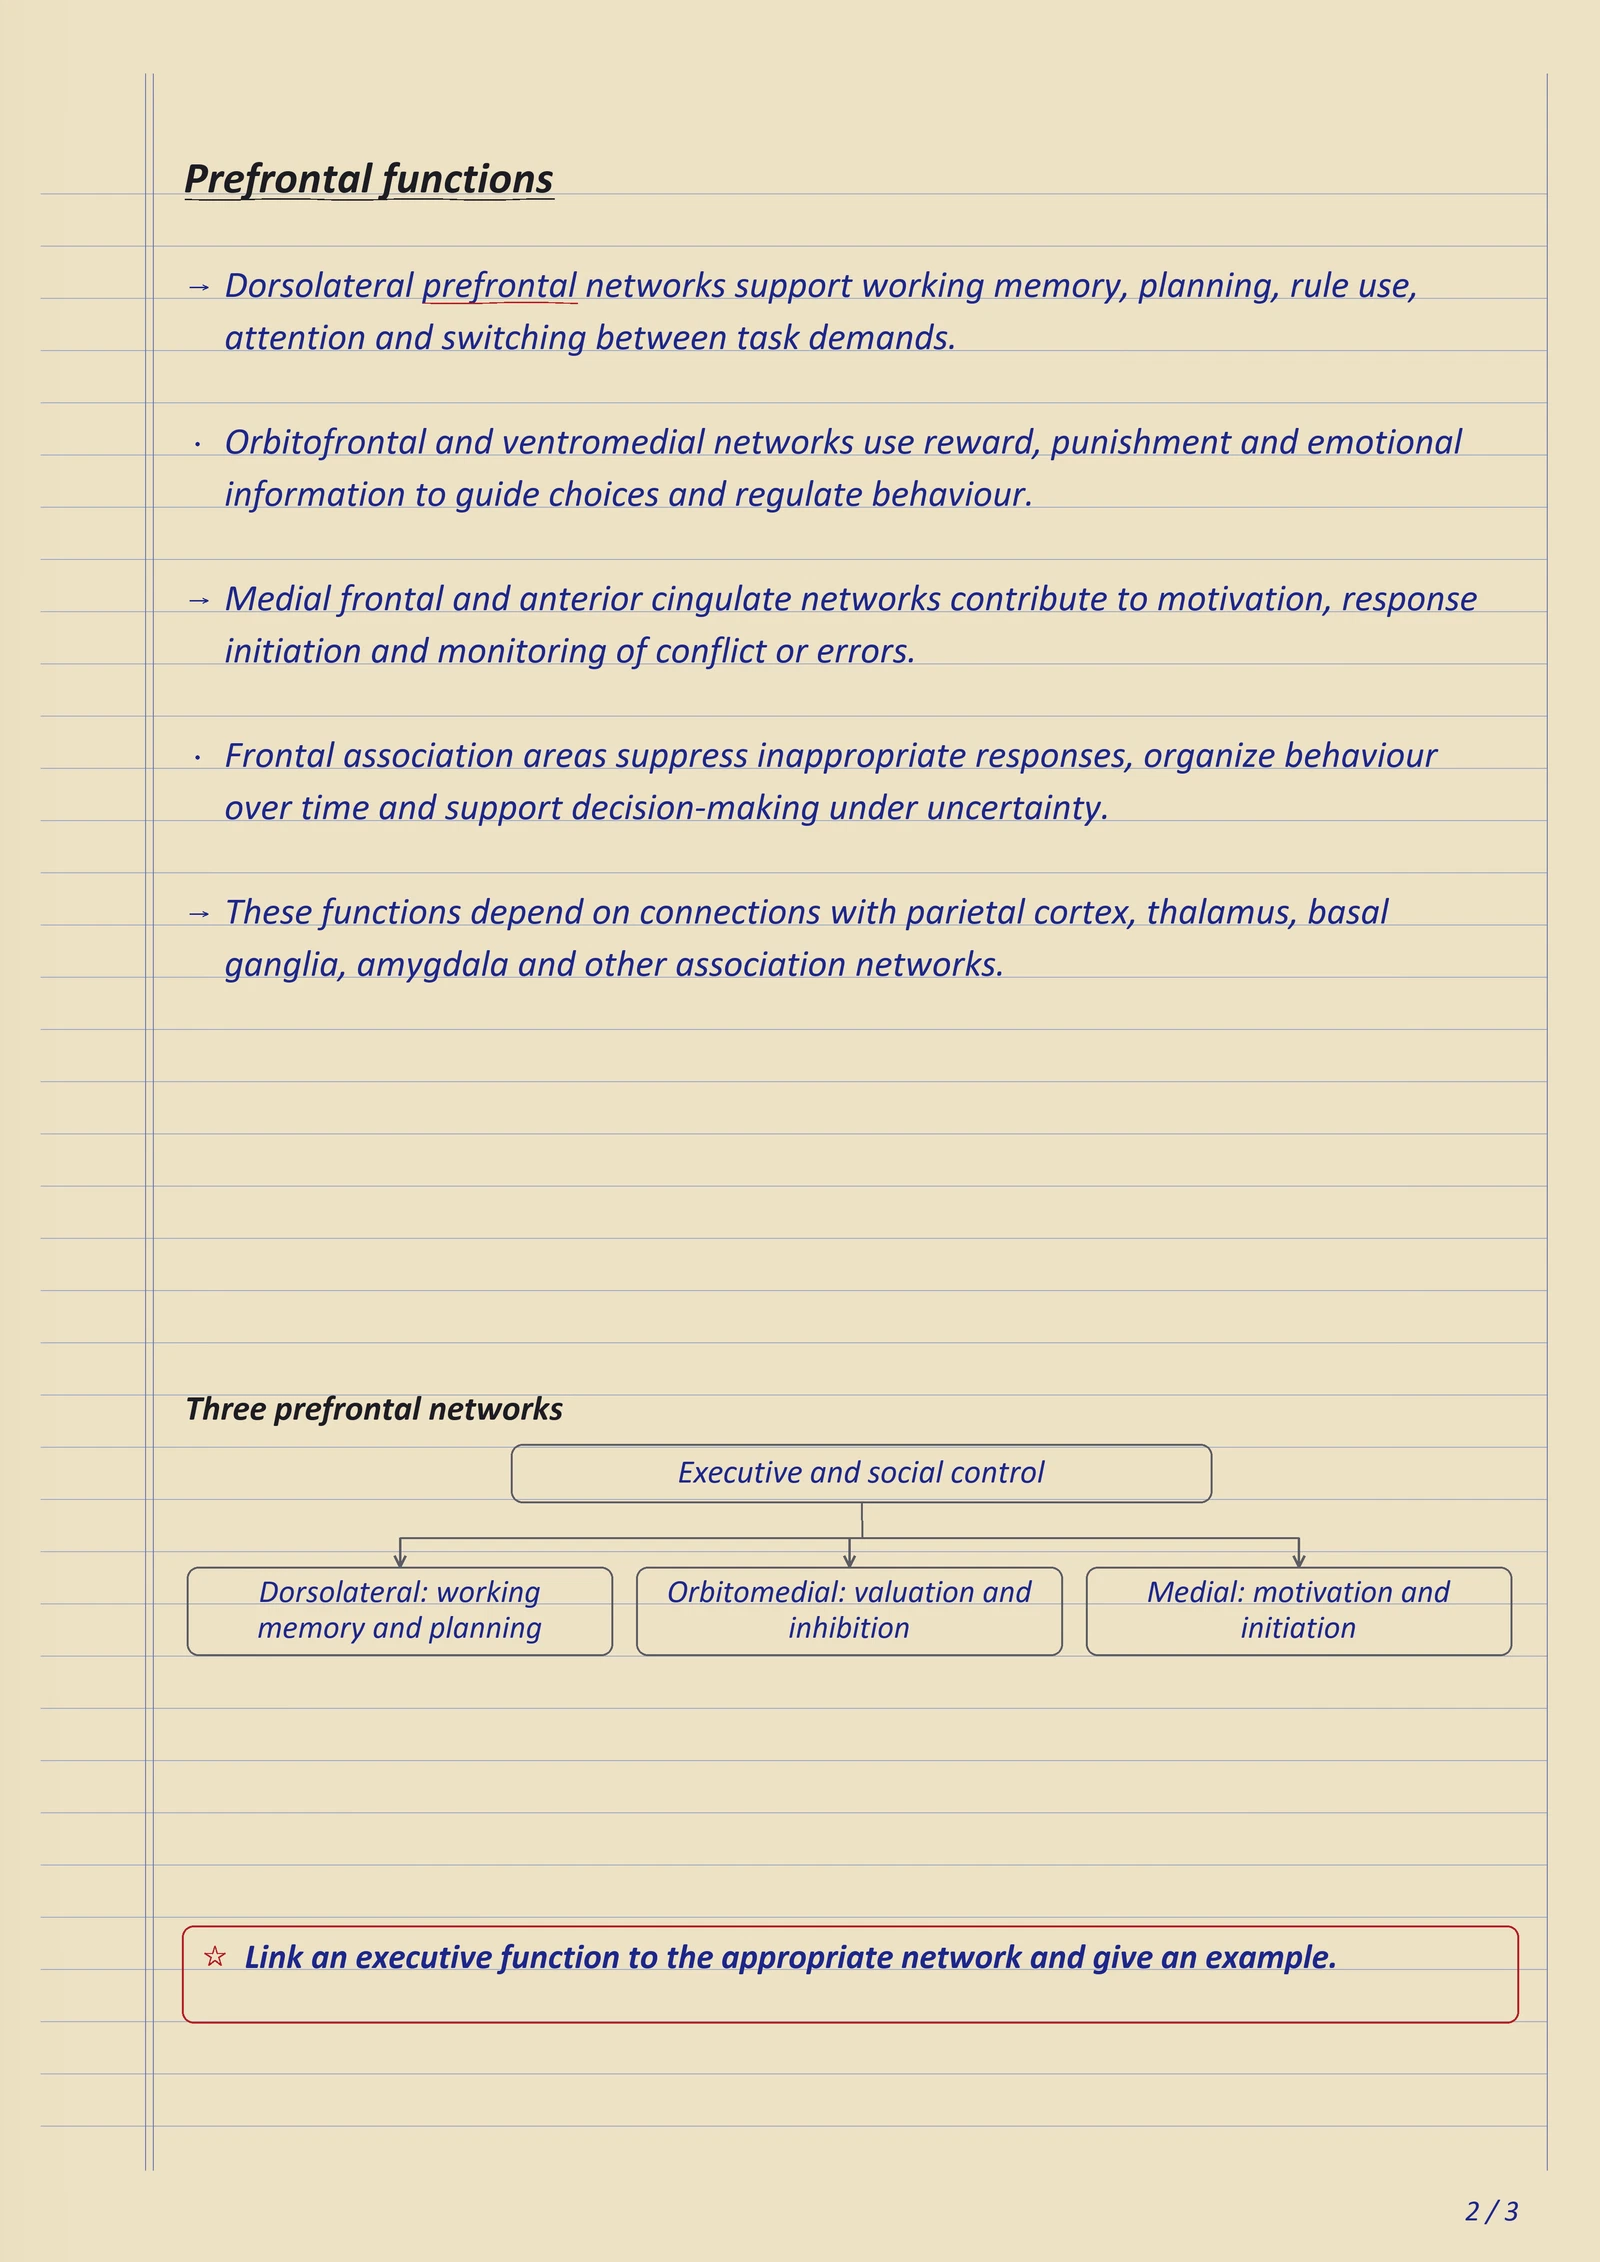 Prefrontal functions
→ Dorsolateral prefrontal networks support working memory, planning, rule use,
attention and switching between task demands.
· Orbitofrontal and ventromedial networks use reward, punishment and emotional
information to guide choices and regulate behaviour.
→ Medial frontal and anterior cingulate networks contribute to motivation, response
initiation and monitoring of conflict or errors.
· Frontal association areas suppress inappropriate responses, organize behaviour
over time and support decision-making under uncertainty.
→ These functions depend on connections with parietal cortex, thalamus, basal
ganglia, amygdala and other association networks.
Three prefrontal networks
Executive and social control
Dorsolateral: working
memory and planning
Orbitomedial: valuation and
inhibition
Medial: motivation and
initiation
☆ Link an executive function to the appropriate network and give an example.
2 / 3